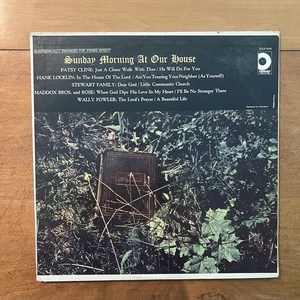 ELECTRONICALLY ENHANCED FOR STEREO EFFECT
Sunday Morning At Our House
PATSY CLINE: Just A Closer Walk With Thee / He Will Do For You
HANK LOCKLIN: In The House Of The Lord / Are You Treating Your Neighbor (As Yourself)
STEWART FAMILY: Dear God / Little Community Church
MADDOX BROS. and ROSE: When God Dips His Love In My Heart / I'll Be No Stranger There
WALLY FOWLER: The Lord's Prayer / A Beautiful Life